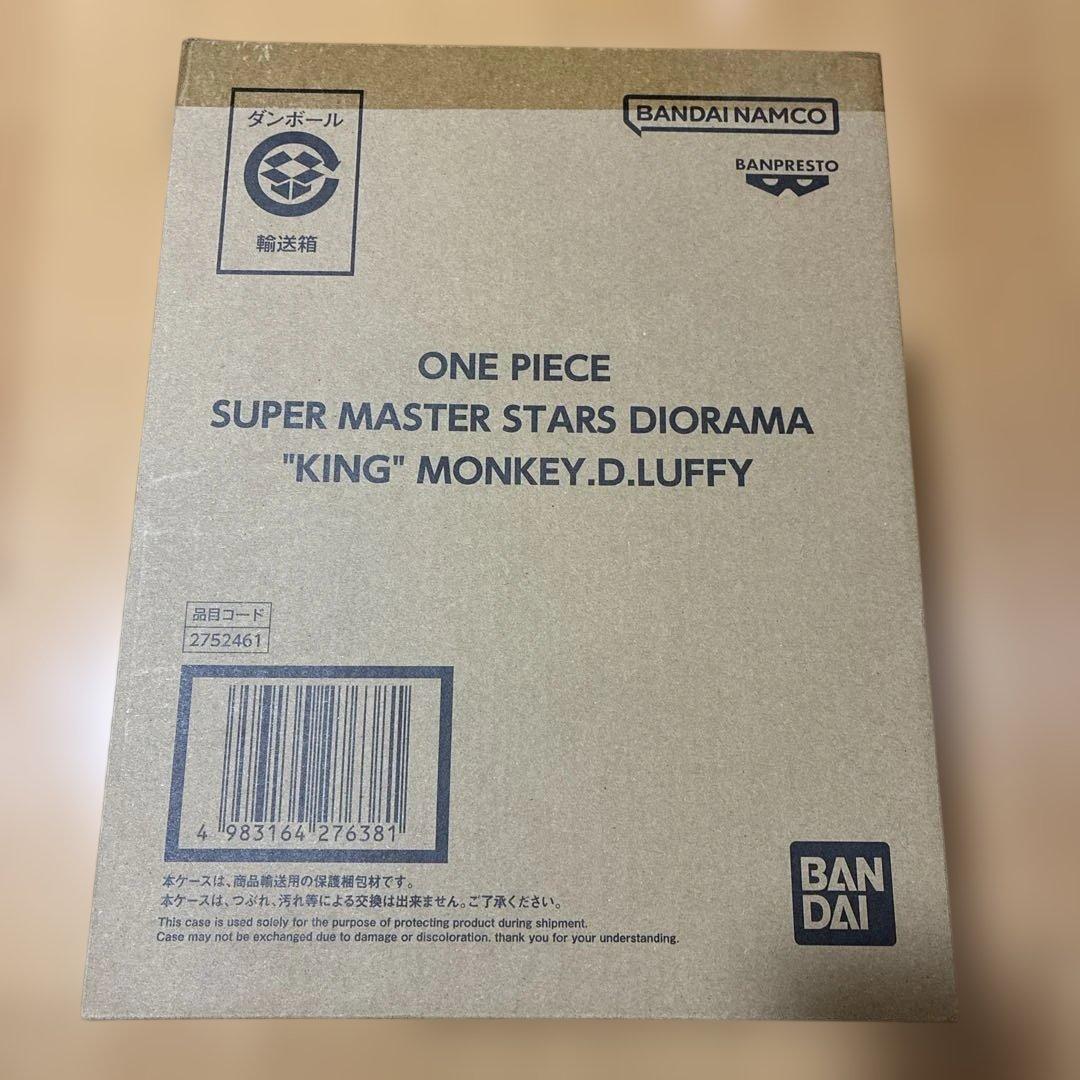 ダンボール
輸送箱
BANDAI NAMCO
BANPRESTO
ONE PIECE
SUPER MASTER STARS DIORAMA
"KING" MONKEY.D.LUFFY
品目コード
2752461
4 983164 276381
本ケースは、商品輸送用の保護梱包材です。
本ケースは、つぶれ、汚れ等による交換は出来ません。ご了承ください。
This case is used solely for the purpose of protecting product during shipment.
Case may not be exchanged due to damage or discoloration. thank you for your understanding.
BAN
DAI